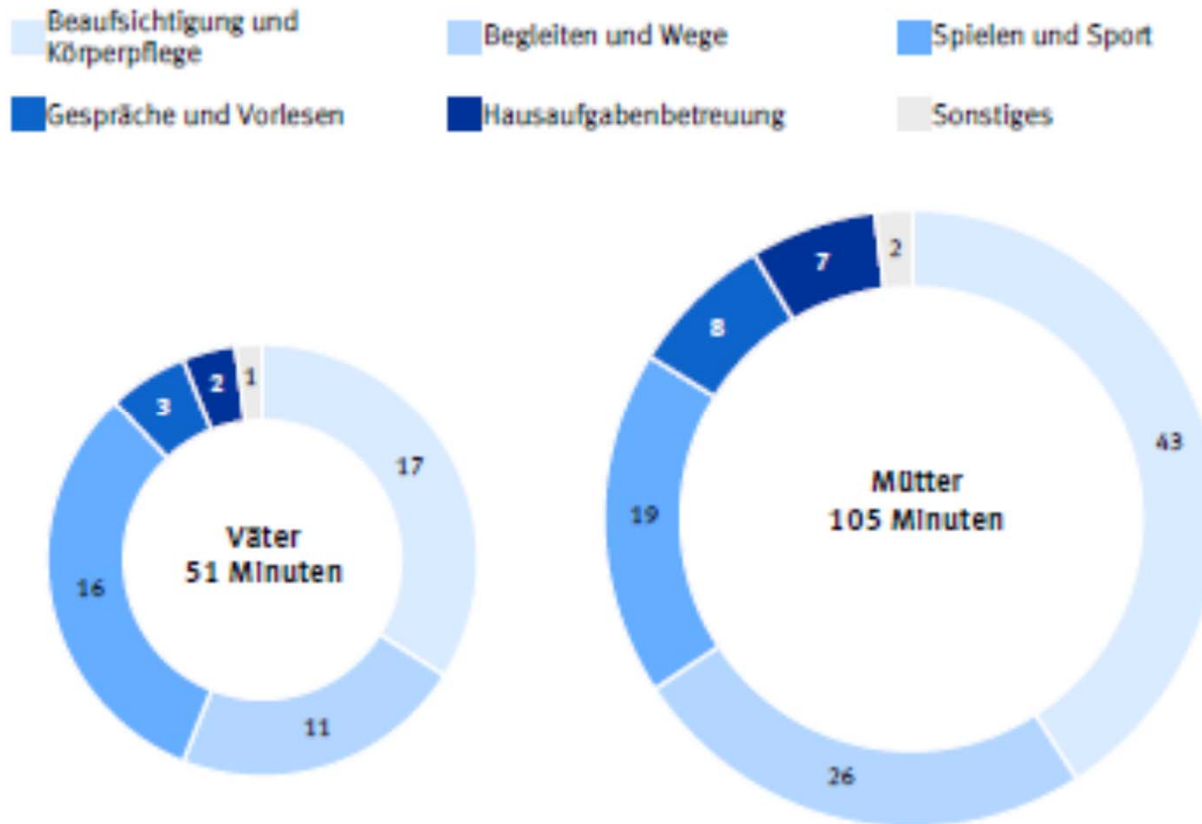 Beaufsichtigung und
Körperpflege
Begleiten und Wege
Spielen und Sport
Gespräche und Vorlesen
Hausaufgabenbetreuung
Sonstiges
3
2
1
17
16
11
Väter
51 Minuten
8
7
2
43
19
26
Mütter
105 Minuten